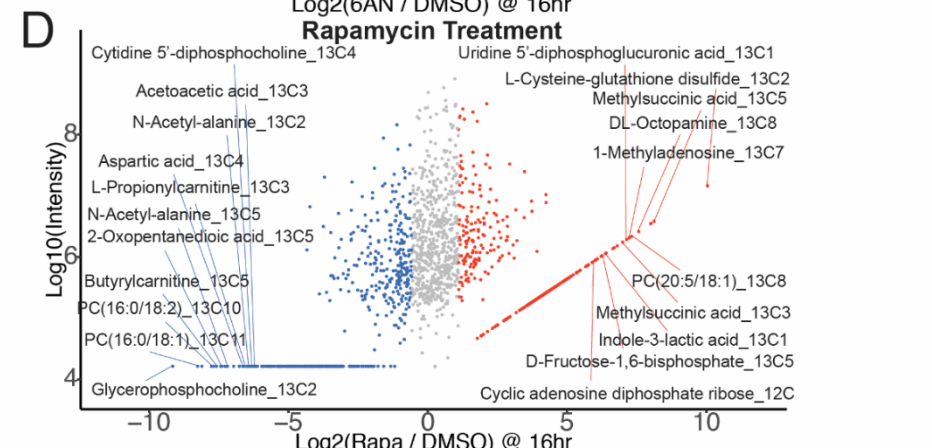 Log2(6AN / DMSO) @ 16hr
D
Rapamycin Treatment
Cytidine 5'-diphosphocholine_13C4
Acetoacetic acid_13C3
N-Acetyl-alanine_13C2
Aspartic acid_13C4
L-Propionylcarnitine_13C3
N-Acetyl-alanine_13C5
2-Oxopentanedioic acid_13C5
Butyrylcarnitine_13C5
PC(16:0/18:2)_13C10
PC(16:0/18:1)_13C11
Glycerophosphocholine_13C2
Uridine 5'-diphosphoglucuronic acid_13C1
L-Cysteine-glutathione disulfide_13C2
Methylsuccinic acid_13C5
DL-Octopamine_13C8
1-Methyladenosine_13C7
PC(20:5/18:1)_13C8
Methylsuccinic acid_13C3
Indole-3-lactic acid_13C1
D-Fructose-1,6-bisphosphate_13C5
Cyclic adenosine diphosphate ribose_12C
Log10(Intensity)
8
6
4
−10
−5
0
5
10
Log2(Rapa / DMSO) @ 16hr